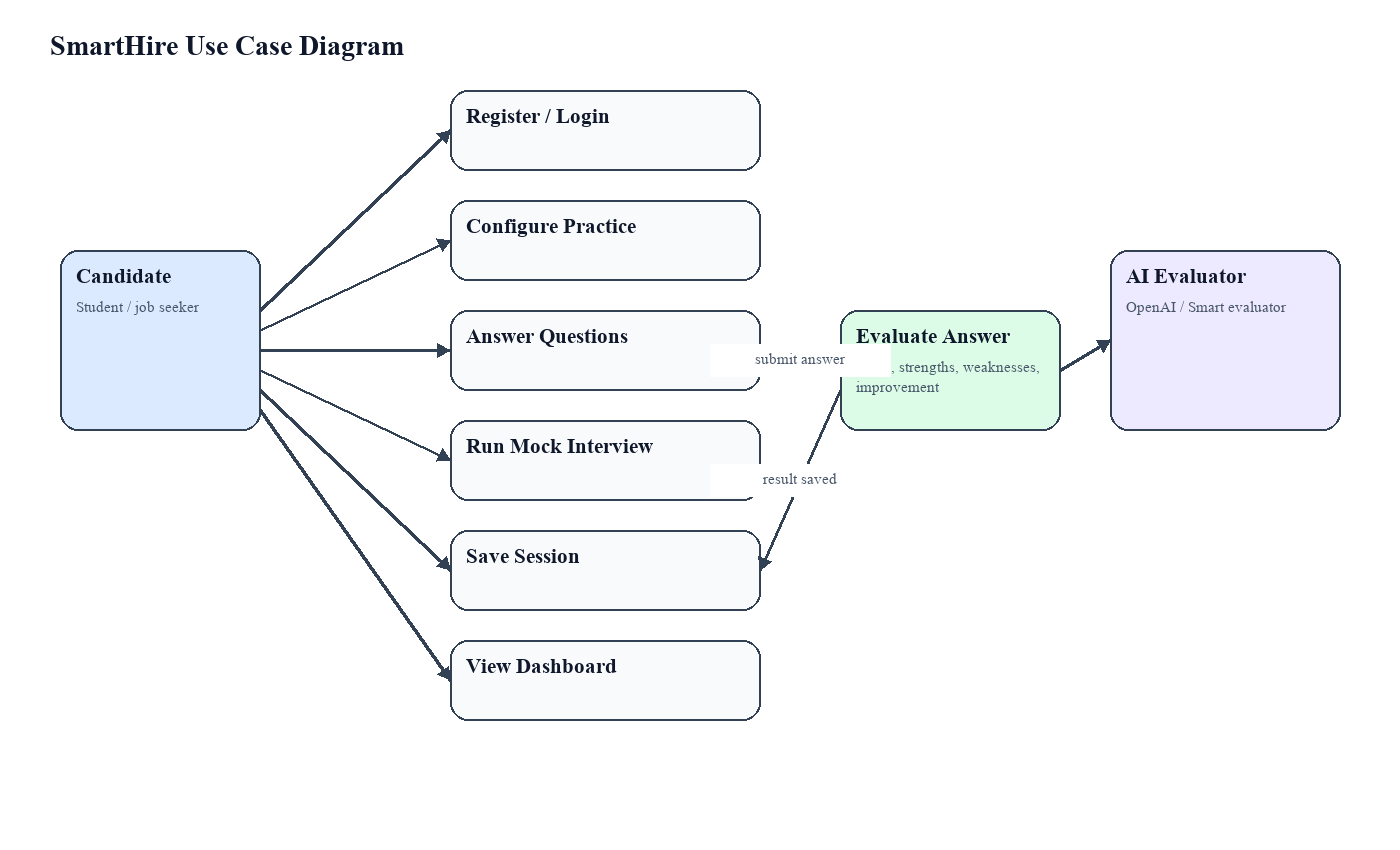 SmartHire Use Case Diagram
Register / Login
Configure Practice
Candidate
Student / job seeker
Answer Questions
submit answer
Evaluate Answer
, strengths, weaknesses,
improvement
AI Evaluator
OpenAI / Smart evaluator
Run Mock Interview
result saved
Save Session
View Dashboard